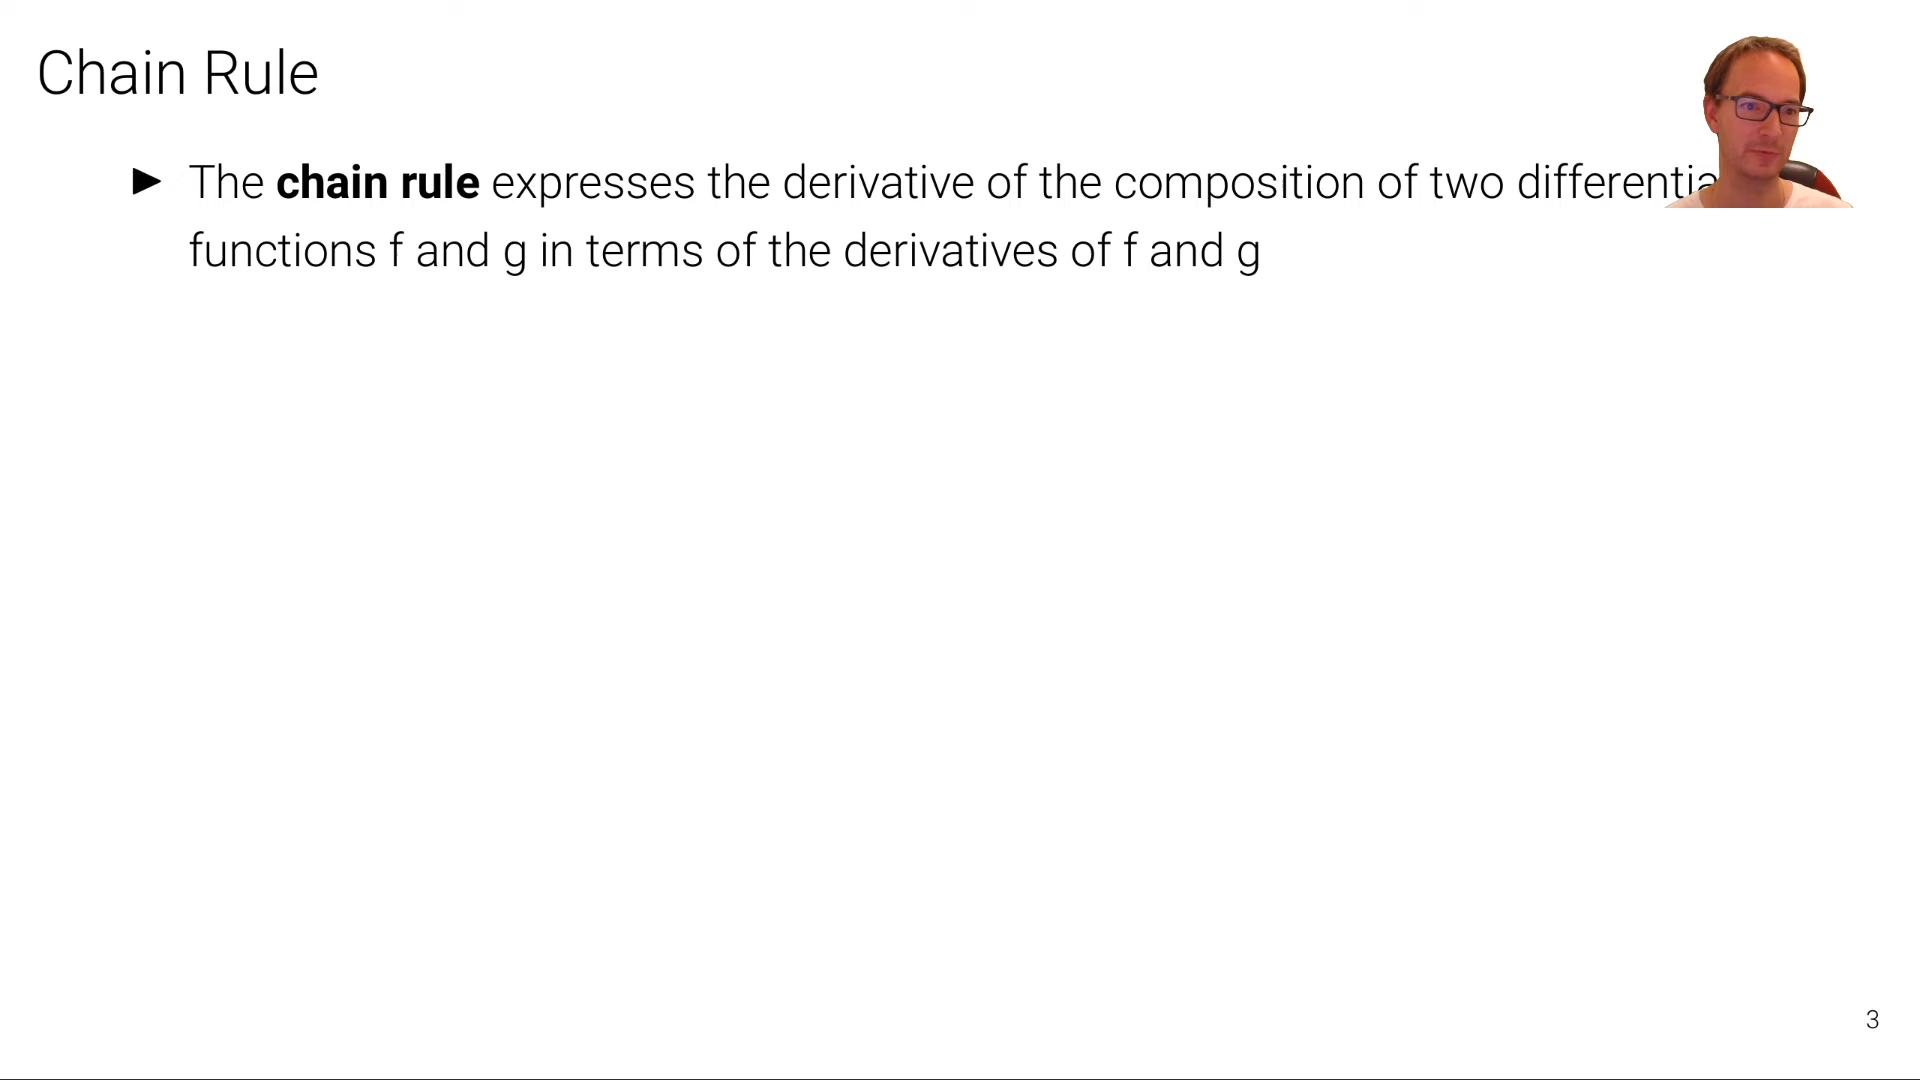 Chain Rule
► The chain rule expresses the derivative of the composition of two
functions f and g in terms of the derivatives of f and g
3